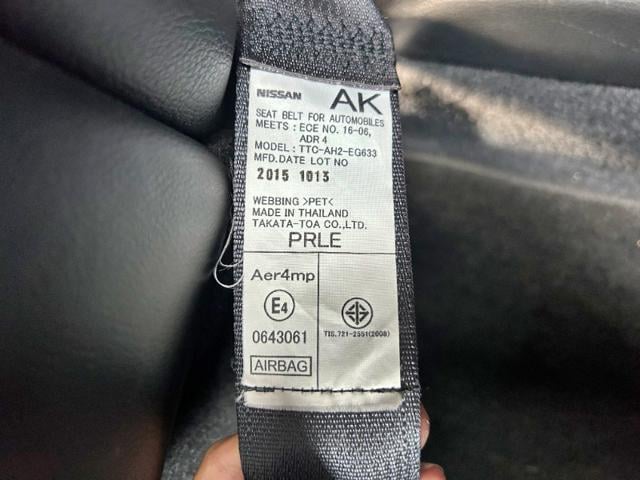 NISSAN AK
SEAT BELT FOR AUTOMOBILES
MEETS : ECE NO. 16-06,
ADR 4
MODEL : TTC-AH2-EG633
MFD.DATE LOT NO
2015 1013
WEBBING >PET<
MADE IN THAILAND
TAKATA-TOA CO.,LTD.
PRLE
Aer4mp
E4
0643061
AIRBAG
TIS.721-2551(2008)